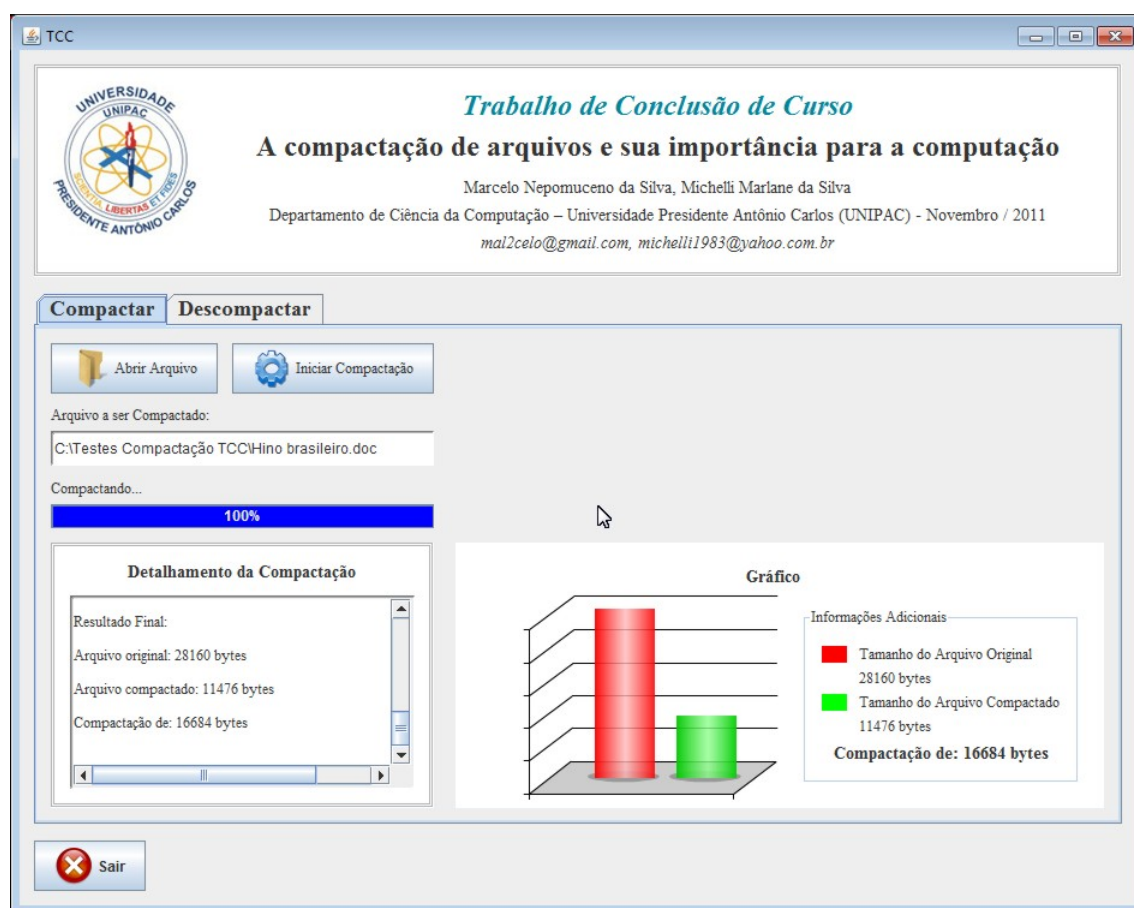 TCC
UNIVERSIDADE
UNIPAC
PRESIDENTE ANTÔNIO CARLOS
SCIENTIA, LIBERTAS ET FIDES
Trabalho de Conclusão de Curso
A compactação de arquivos e sua importância para a computação
Marcelo Nepomuceno da Silva, Michelli Marlane da Silva
Departamento de Ciência da Computação – Universidade Presidente Antônio Carlos (UNIPAC) - Novembro / 2011
mal2celo@gmail.com, michelli1983@yahoo.com.br
Compactar Descompactar
Abrir Arquivo Iniciar Compactação
Arquivo a ser Compactado:
C:\Testes Compactação TCC\Hino brasileiro.doc
Compactando...
100%
Detalhamento da Compactação
Resultado Final:
Arquivo original: 28160 bytes
Arquivo compactado: 11476 bytes
Compactação de: 16684 bytes
Gráfico
Informações Adicionais
Tamanho do Arquivo Original
28160 bytes
Tamanho do Arquivo Compactado
11476 bytes
Compactação de: 16684 bytes
Sair